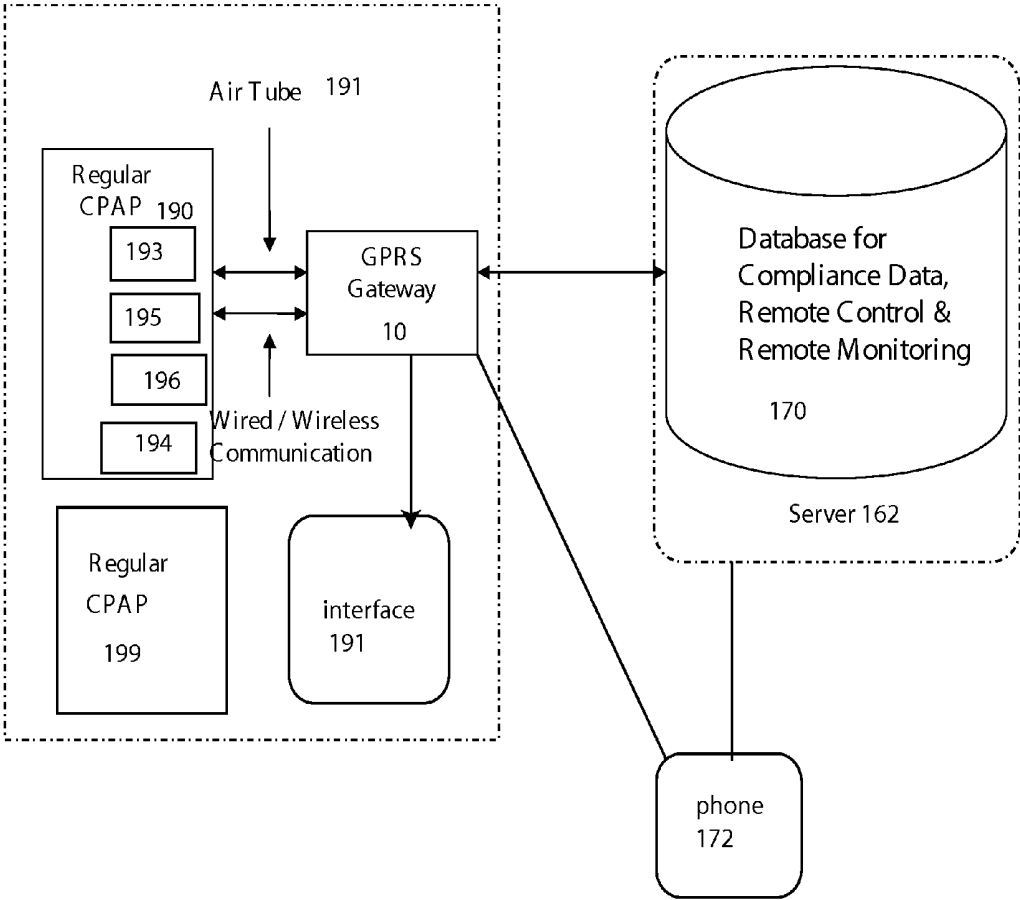 Air Tube 191
Regular
CPAP 190
193
195
196
194
GPRS
Gateway
10
Wired / Wireless
Communication
Database for
Compliance Data,
Remote Control &
Remote Monitoring
170
Server 162
Regular
CPAP
199
interface
191
phone
172